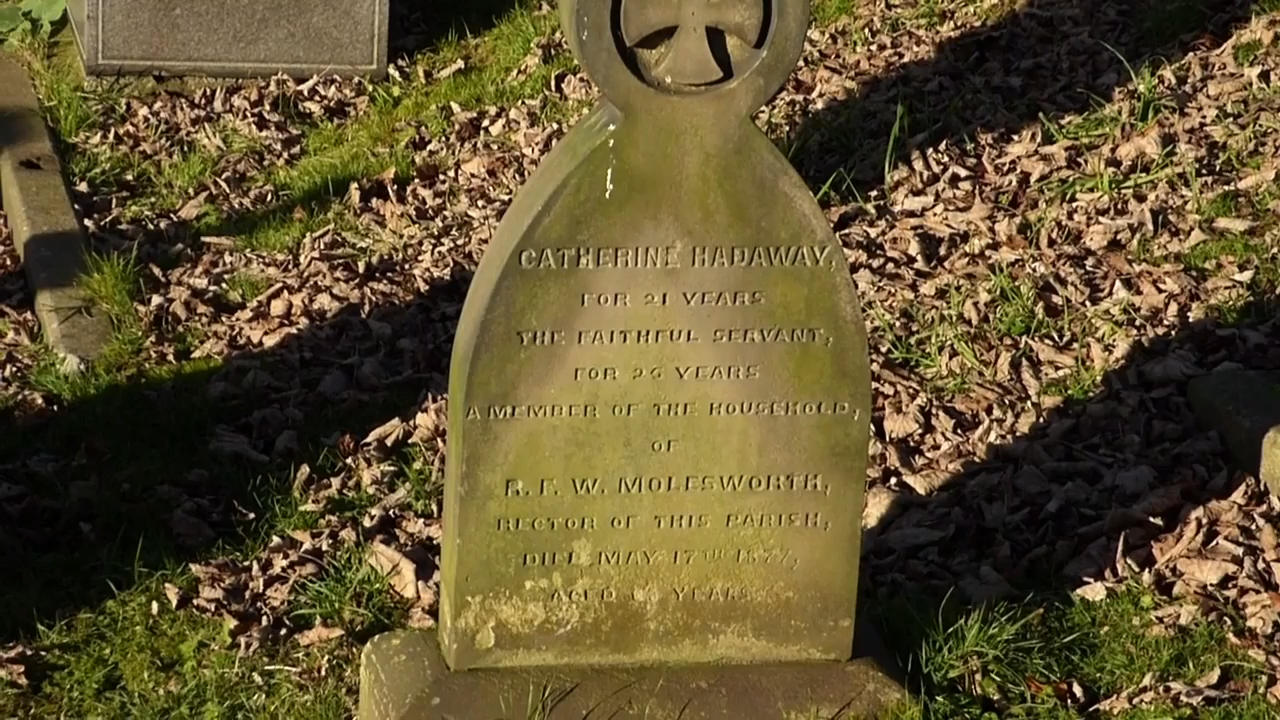 CATHERINE HADAWAY,
FOR 21 YEARS
THE FAITHFUL SERVANT,
FOR 26 YEARS
A MEMBER OF THE HOUSEHOLD,
OF
R. F. W. MOLESWORTH,
RECTOR OF THIS PARISH,
DIED MAY 17TH 1877,
AGED YEARS